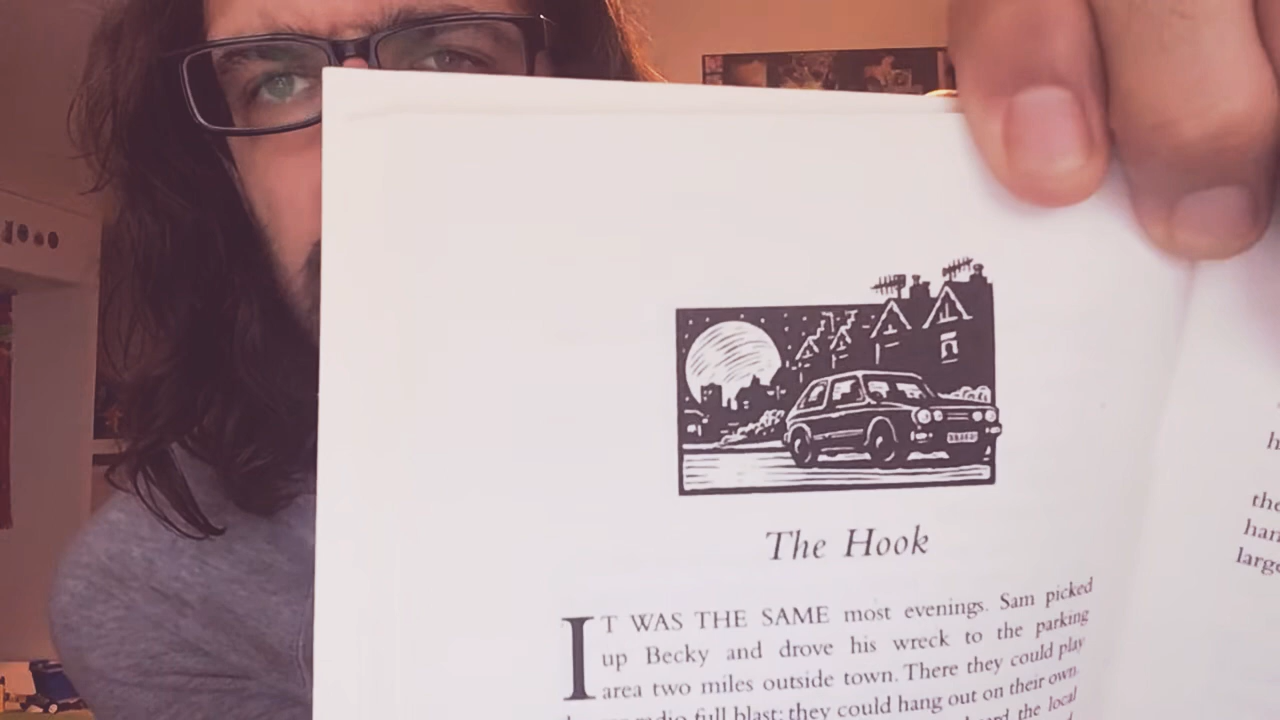 The Hook
IT WAS THE SAME most evenings. Sam picked
up Becky and drove his wreck to the parking
area two miles outside town. There they could play
full blast; they could hang out on their own.
the local
the
large